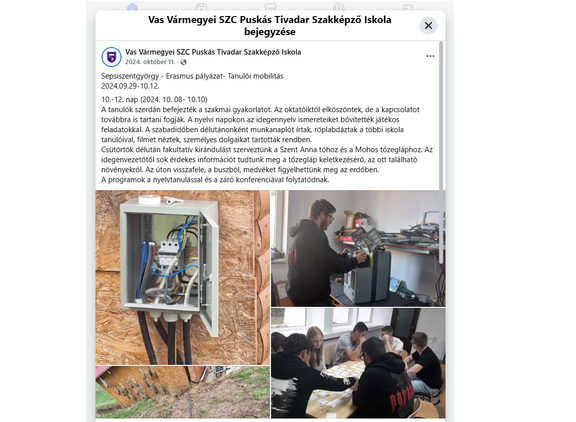 Vas Vármegyei SZC Puskás Tivadar Szakképző Iskola
bejegyzése
Vas Vármegyei SZC Puskás Tivadar Szakképző Iskola
2024. október 11. ·
Sepsiszentgyörgy - Erasmus pályázat- Tanulói mobilitás
2024.09.29-10.12.
10.-12. nap (2024. 10. 08- 10.10)
A tanulók szerdán befejezték a szakmai gyakorlatot. Az oktatóiktól elköszöntek, de a kapcsolatot
továbbra is tartani fogják. A nyelvi napokon az idegennyelv ismereteiket bővítették játékos
feladatokkal. A szabadidőben délutánonként munkanaplót írtak, röplabdáztak a többi iskola
tanulóival, filmet néztek, személyes dolgaikat tartották rendben.
Csütörtök délután fakultatív kirándulást szerveztünk a Szent Anna tóhoz és a Mohos tőzegláphoz. Az
idegenvezetőtől sok érdekes információt tudtunk meg a tőzegláp keletkezéséről, az ott található
növényekről. Az úton visszafele, a buszból, medvéket figyelhettünk meg az erdőben.
A programok a nyelvtanulással és a záró konferenciával folytatódnak.